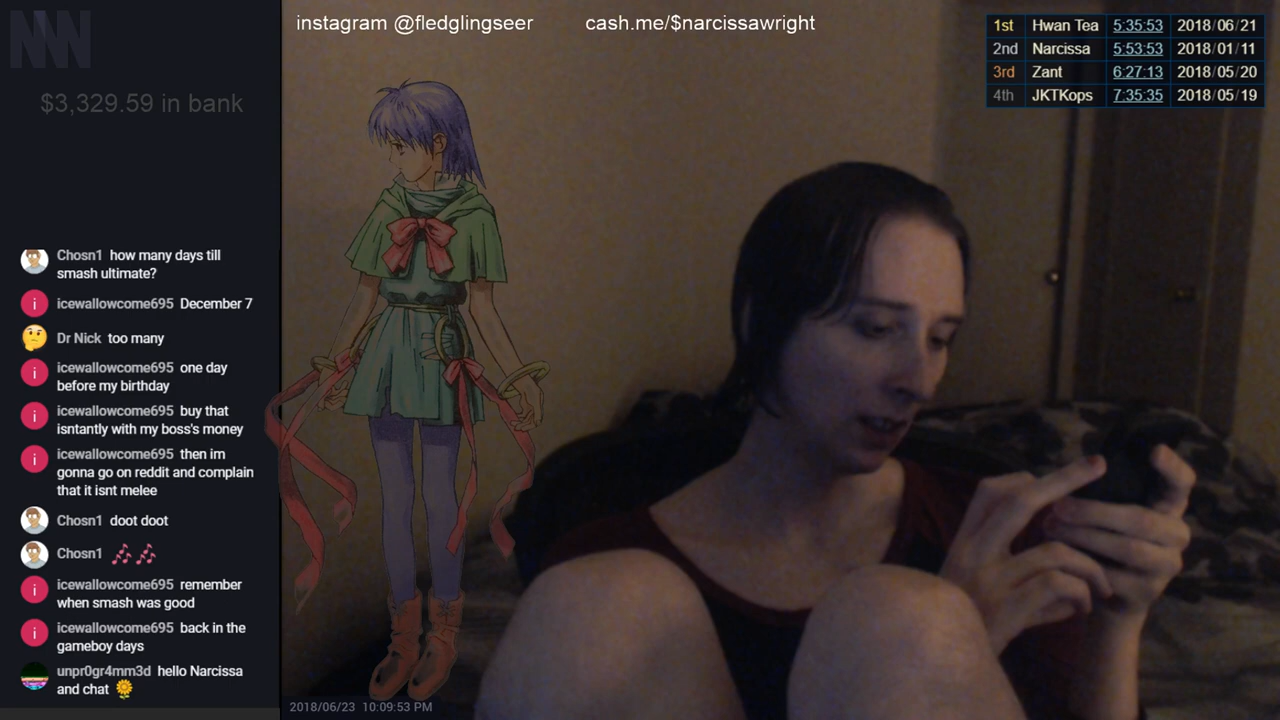 NNN
instagram @fledglingseer
cash.me/$narcissawright
1st Hwan Tea 5:35:53 2018/06/21
2nd Narcissa 5:53:53 2018/01/11
3rd Zant 6:27:13 2018/05/20
4th JKTKops 7:35:35 2018/05/19
$3,329.59 in bank
Chosn1 how many days till
smash ultimate?
icewallowcome695 December 7
Dr Nick too many
icewallowcome695 one day
before my birthday
icewallowcome695 buy that
isntantly with my boss's money
icewallowcome695 then im
gonna go on reddit and complain
that it isnt melee
Chosn1 doot doot
Chosn1 🎶 🎶
icewallowcome695 remember
when smash was good
icewallowcome695 back in the
gameboy days
unpr0gr4mm3d hello Narcissa
and chat 🌻
2018/06/23 10:09:53 PM